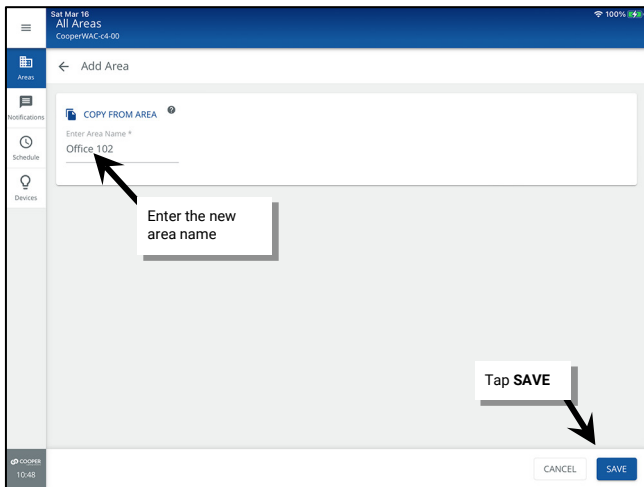 Sat Mar 16
100%
All Areas
CooperWAC-c4-00
Areas
Add Area
Notifications
COPY FROM AREA
Enter Area Name *
Office 102
Schedule
Devices
Enter the new
area name
Tap SAVE
COOPER
10:48
CANCEL
SAVE